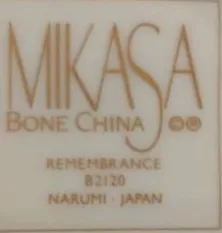 MIKASA
BONE CHINA ©®
REMEMBRANCE
B2120
NARUMI · JAPAN